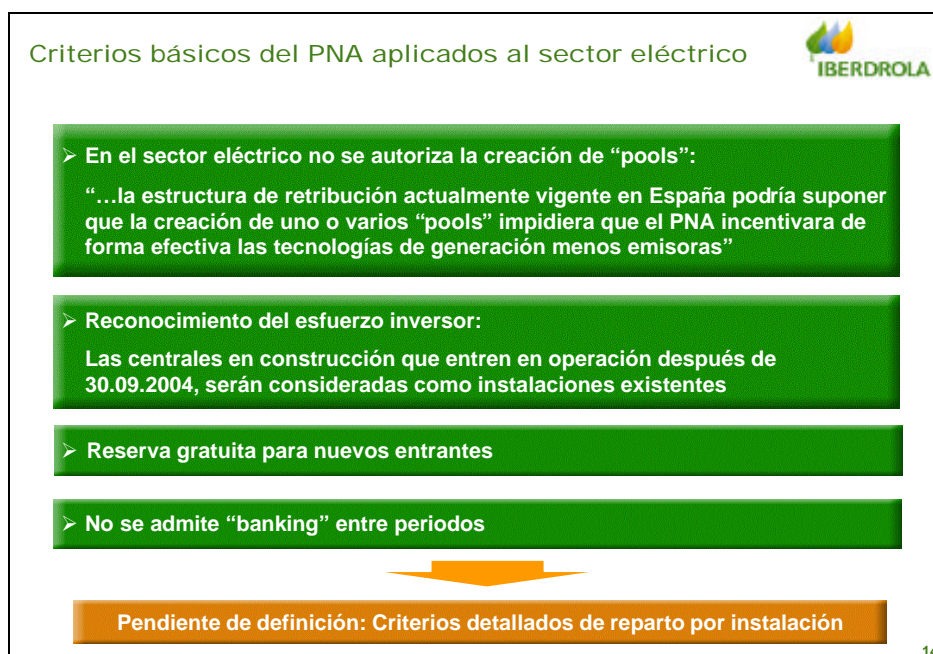 Criterios básicos del PNA aplicados al sector eléctrico
IBERDROLA
➢ En el sector eléctrico no se autoriza la creación de “pools”:
“…la estructura de retribución actualmente vigente en España podría suponer
que la creación de uno o varios “pools” impidiera que el PNA incentivara de
forma efectiva las tecnologías de generación menos emisoras”
➢ Reconocimiento del esfuerzo inversor:
Las centrales en construcción que entren en operación después de
30.09.2004, serán consideradas como instalaciones existentes
➢ Reserva gratuita para nuevos entrantes
➢ No se admite “banking” entre periodos
Pendiente de definición: Criterios detallados de reparto por instalación